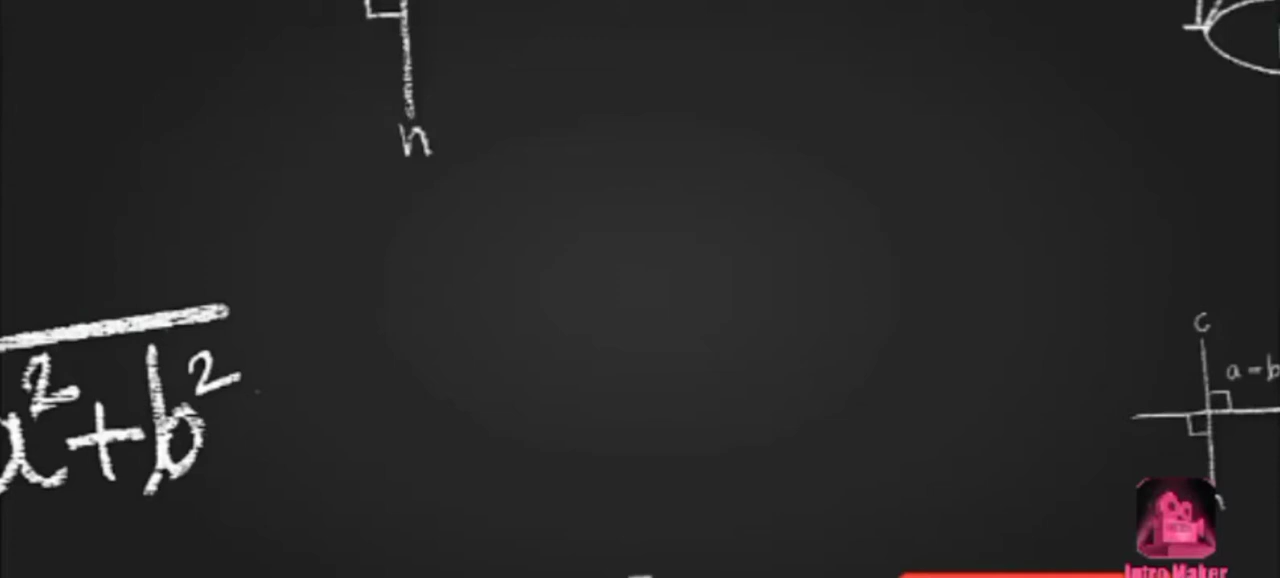 n
a²+b²
c
a=b
Intro Maker